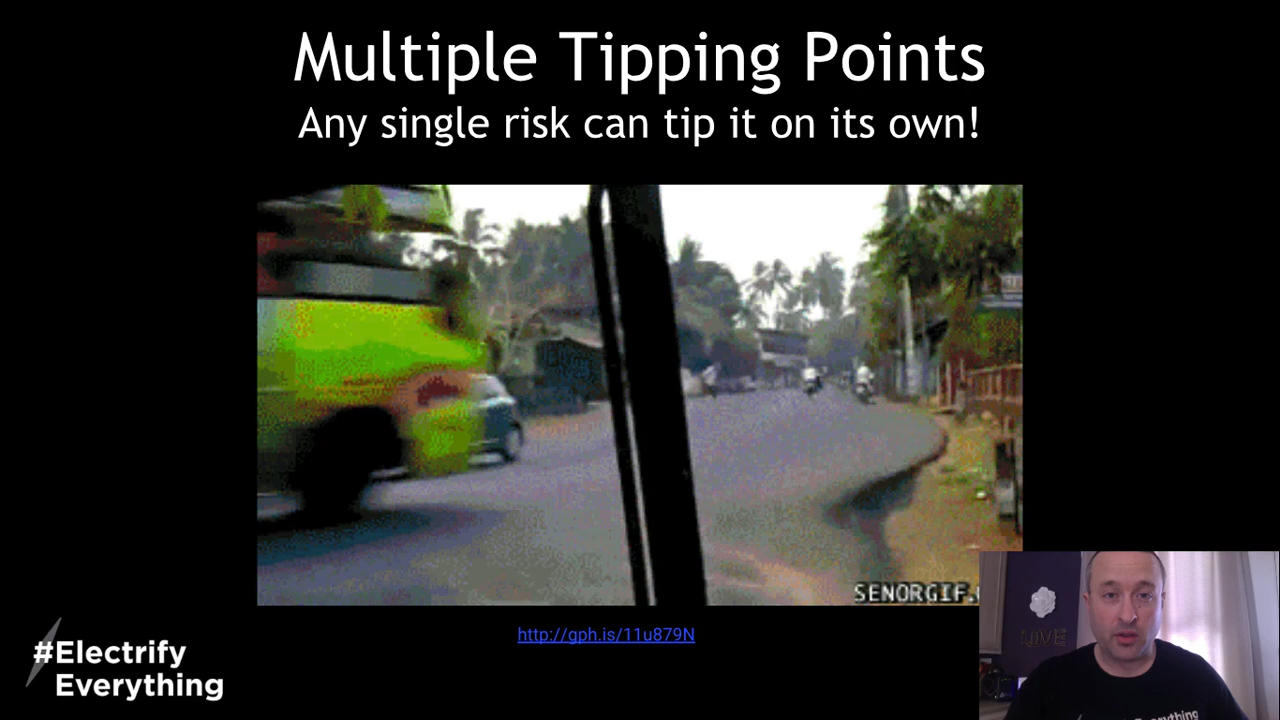 Multiple Tipping Points
Any single risk can tip it on its own!
SENORGIF.
http://gph.is/11u879N
#Electrify
Everything